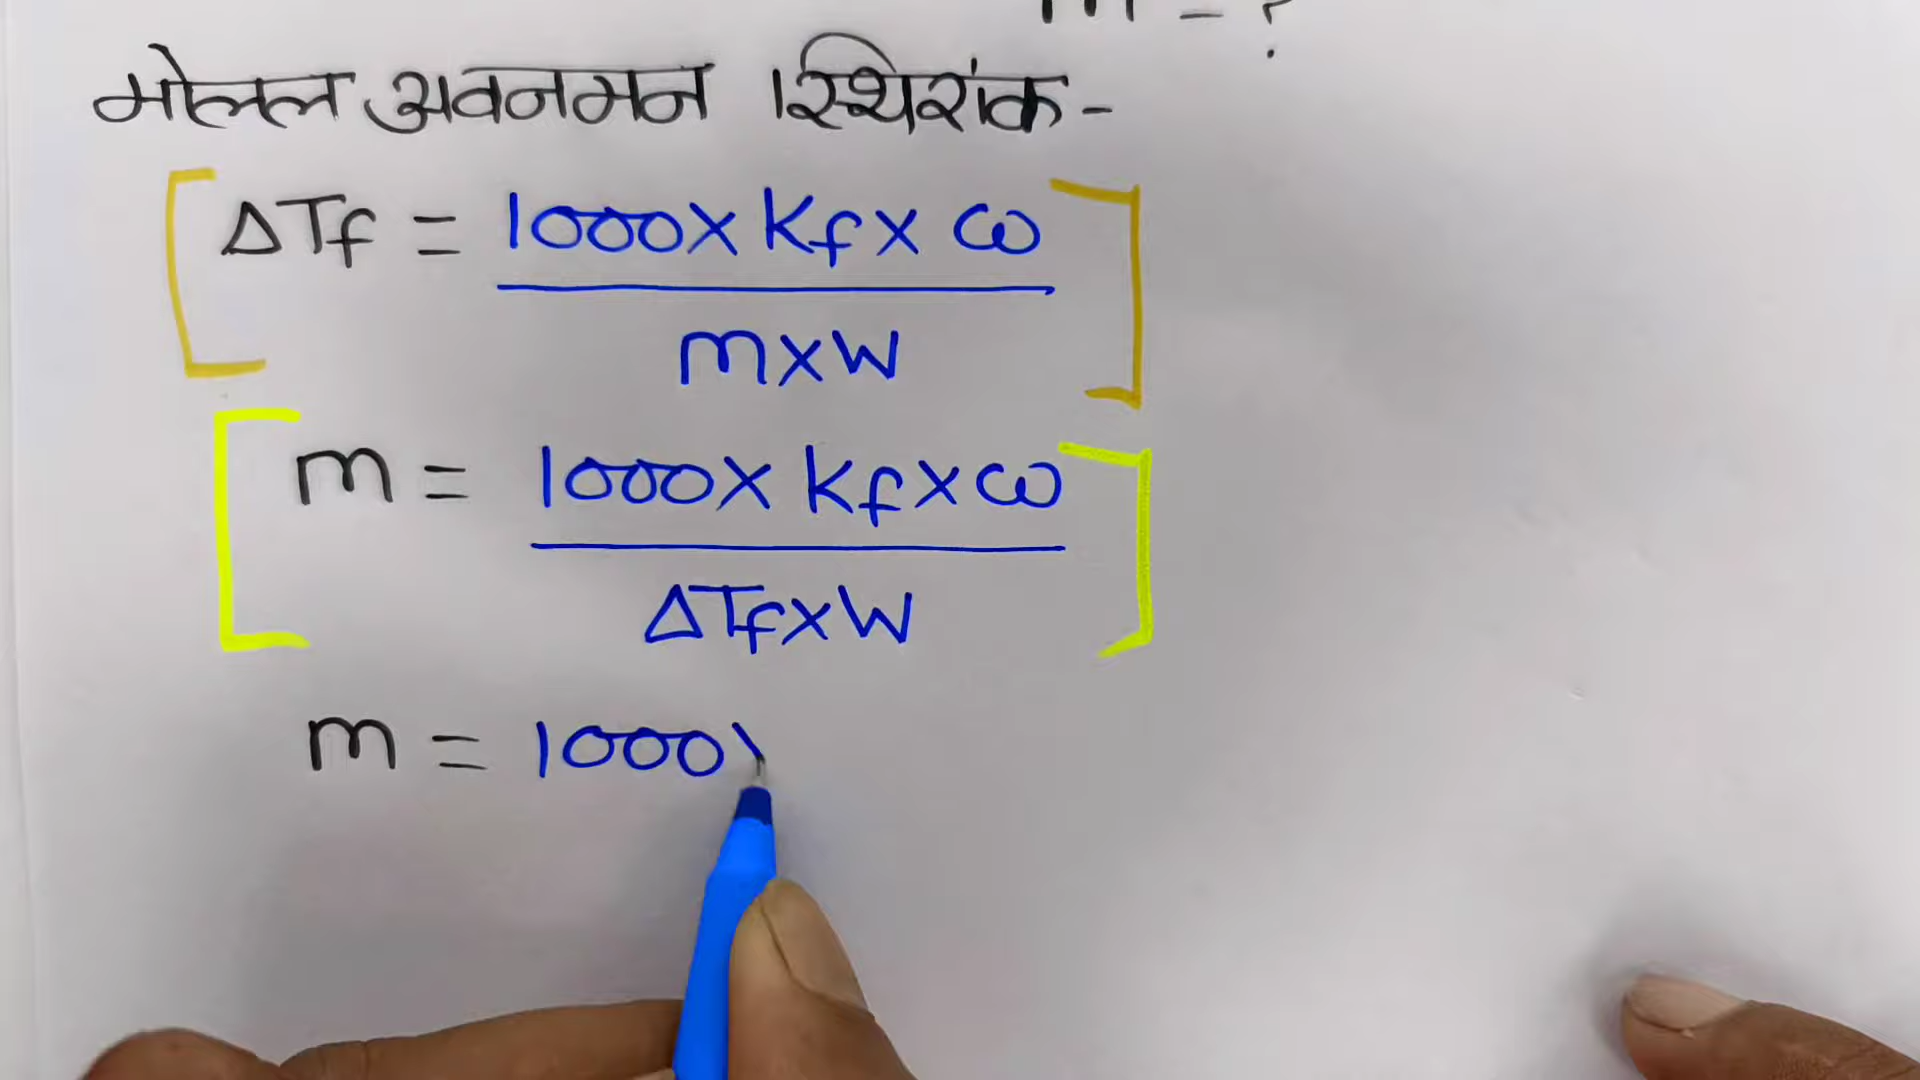 m = ?
मोलल अवनमन स्थिरांक-
ΔTf = 1000 x Kf x ω
m x W
m = 1000 x Kf x ω
ΔTf x W
m = 1000